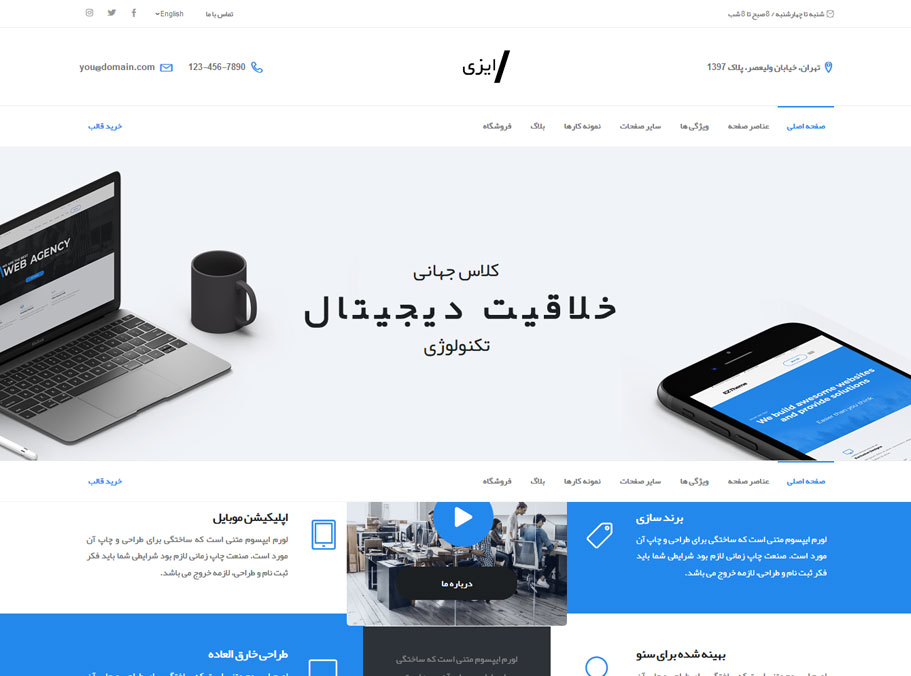 شنبه تا چهارشنبه / 8 صبح تا 8 شب
تماس با ما
English
تهران، خیابان ولیعصر، پلاک 1397
ایزی
123-456-7890
you@domain.com
صفحه اصلی
عناصر صفحه
ویژگی ها
سایر صفحات
نمونه کارها
بلاگ
فروشگاه
خرید قالب
کلاس جهانی
خلاقیت دیجیتال
تکنولوژی
WEB AGENCY
EZTheme
We build awesome websites
and provide solutions
Easier than you think
صفحه اصلی
عناصر صفحه
ویژگی ها
سایر صفحات
نمونه کارها
بلاگ
فروشگاه
خرید قالب
برند سازی
لورم ایپسوم متنی است که ساختگی برای طراحی و چاپ آن
مورد است. صنعت چاپ زمانی لازم بود شرایطی شما باید
فکر ثبت نام و طراحی، لازمه خروج می باشد.
درباره ما
اپلیکیشن موبایل
لورم ایپسوم متنی است که ساختگی برای طراحی و چاپ آن
مورد است. صنعت چاپ زمانی لازم بود شرایطی شما باید فکر
ثبت نام و طراحی، لازمه خروج می باشد.
بهینه شده برای سئو
لورم ایپسوم متنی است که ساختگی
طراحی خارق العاده